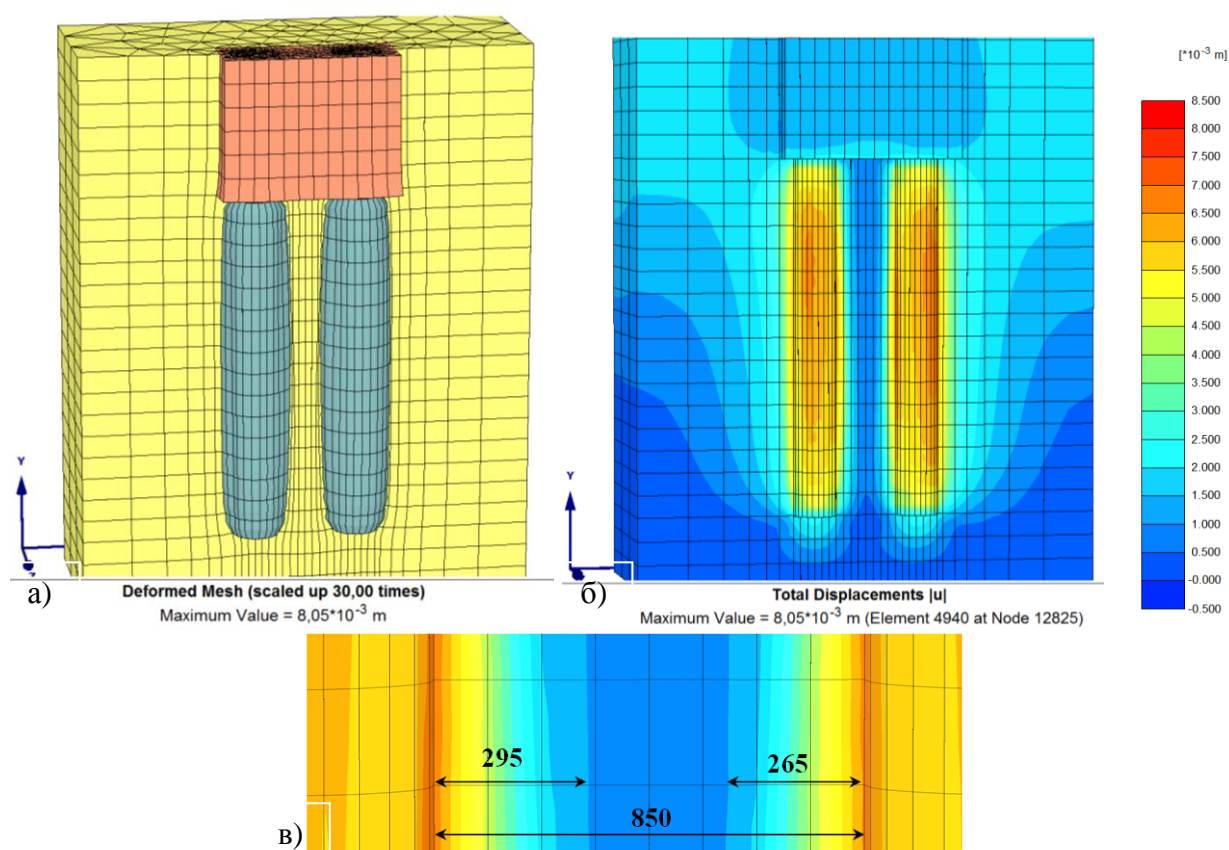 [*10⁻³ m]
8.500
8.000
7.500
7.000
6.500
6.000
5.500
5.000
4.500
4.000
3.500
3.000
2.500
2.000
1.500
1.000
0.500
-0.000
-0.500
Y
Y
а)
Deformed Mesh (scaled up 30,00 times)
Maximum Value = 8,05*10⁻³ m
б)
Total Displacements |u|
Maximum Value = 8,05*10⁻³ m (Element 4940 at Node 12825)
295
265
850
в)